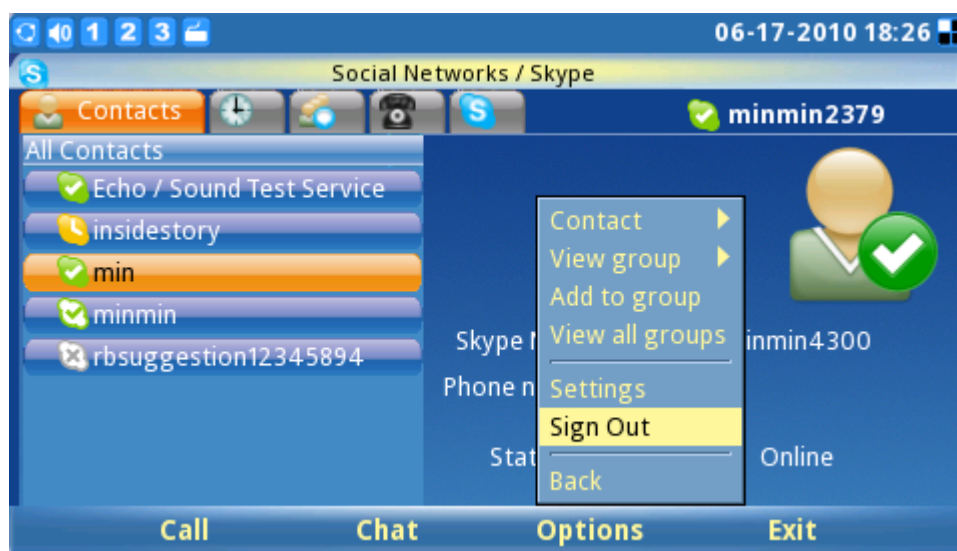 1 2 3 06-17-2010 18:26
Social Networks / Skype
Contacts
minmin2379
All Contacts
Echo / Sound Test Service
insidestory
min
minmin
rbsuggestion12345894
Contact
View group
Add to group
View all groups
Settings
Sign Out
Back
Skype
inmin4300
Phone
Online
Call Chat Options Exit